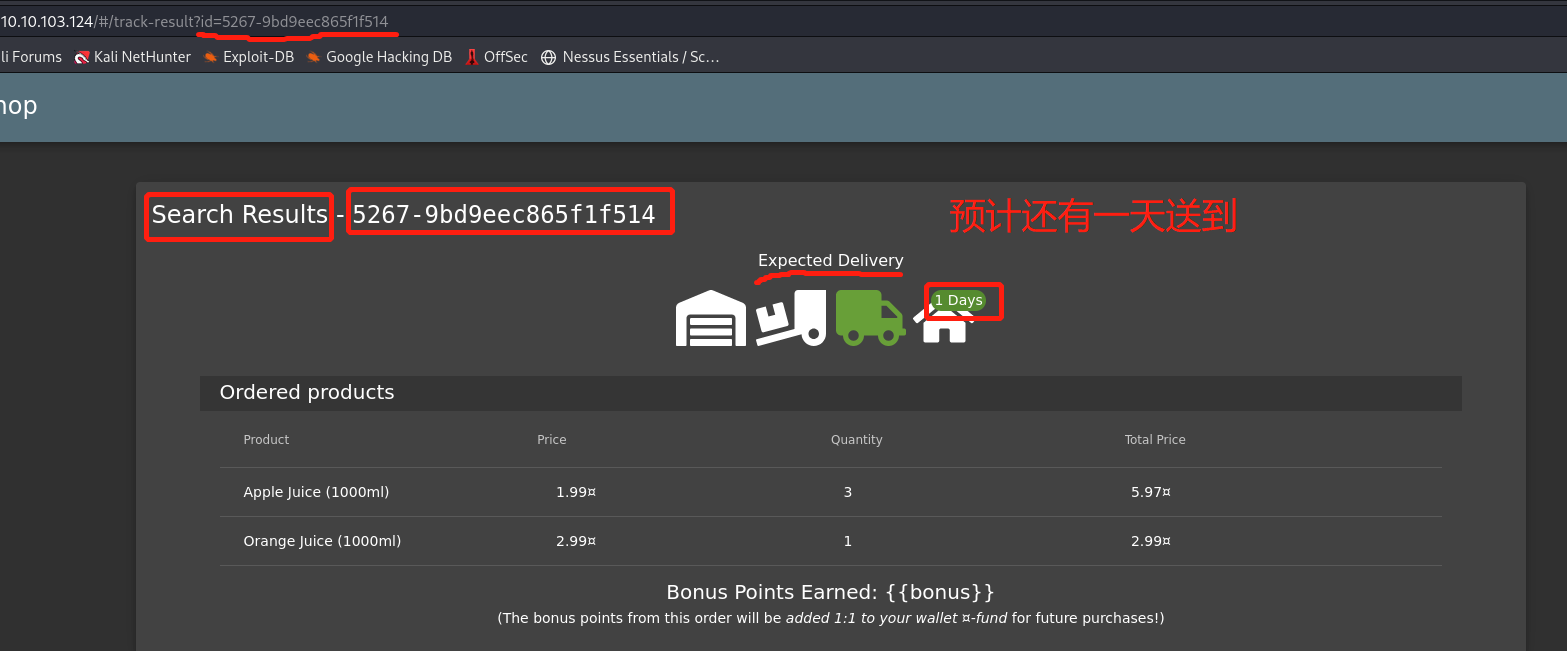 10.10.103.124/#/track-result?id=5267-9bd9eec865f1f514
li Forums Kali NetHunter Exploit-DB Google Hacking DB OffSec Nessus Essentials / Sc...
hop
Search Results - 5267-9bd9eec865f1f514
预计还有一天送到
Expected Delivery
1 Days
Ordered products
Product Price Quantity Total Price
Apple Juice (1000ml) 1.99¤ 3 5.97¤
Orange Juice (1000ml) 2.99¤ 1 2.99¤
Bonus Points Earned: {{bonus}}
(The bonus points from this order will be added 1:1 to your wallet ¤-fund for future purchases!)